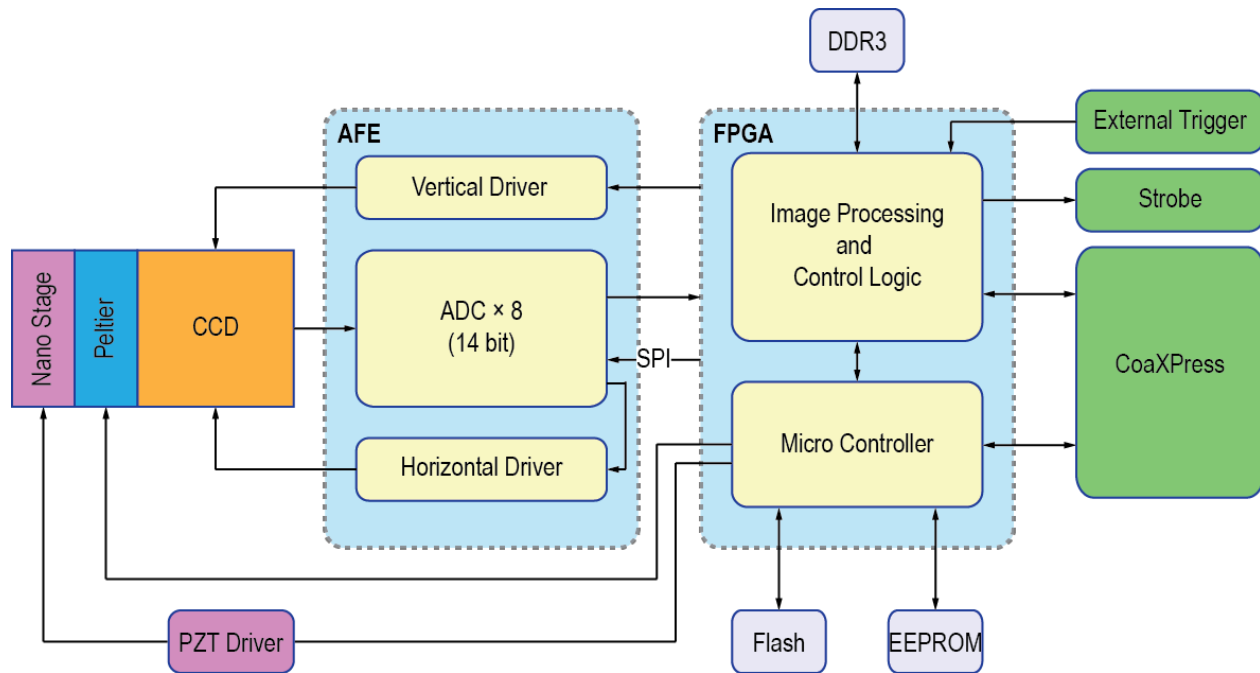 DDR3
AFE
FPGA
External Trigger
Vertical Driver
Strobe
Image Processing
and
Control Logic
Nano Stage
Peltier
CCD
ADC × 8
(14 bit)
SPI
CoaXPress
Micro Controller
Horizontal Driver
PZT Driver
Flash
EEPROM